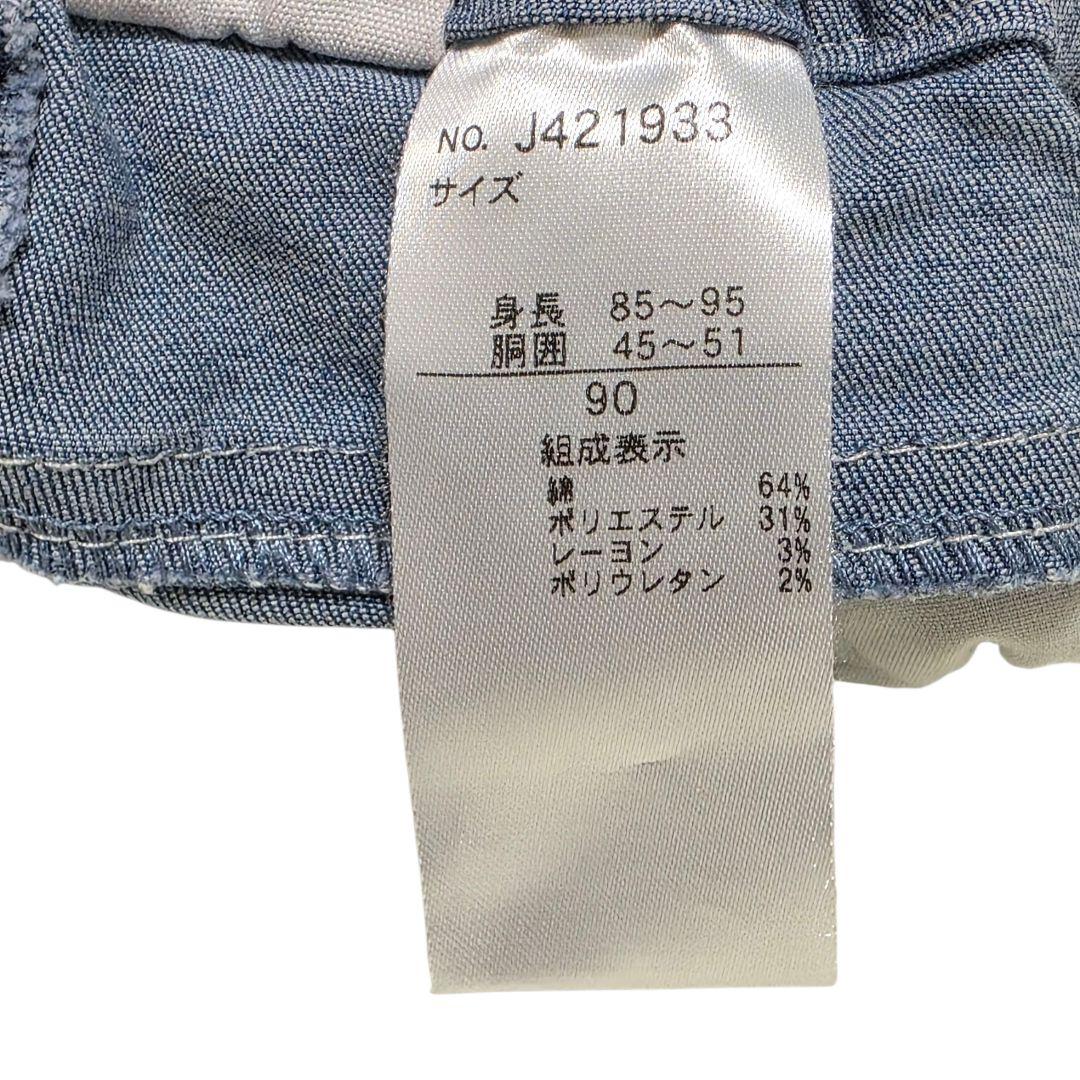 NO. J421933
サイズ
身長 85～95
胴囲 45～51
90
組成表示
綿 64%
ポリエステル 31%
レーヨン 3%
ポリウレタン 2%